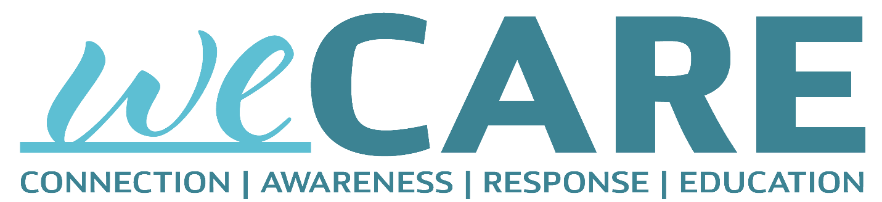 weCARE
CONNECTION | AWARENESS | RESPONSE | EDUCATION